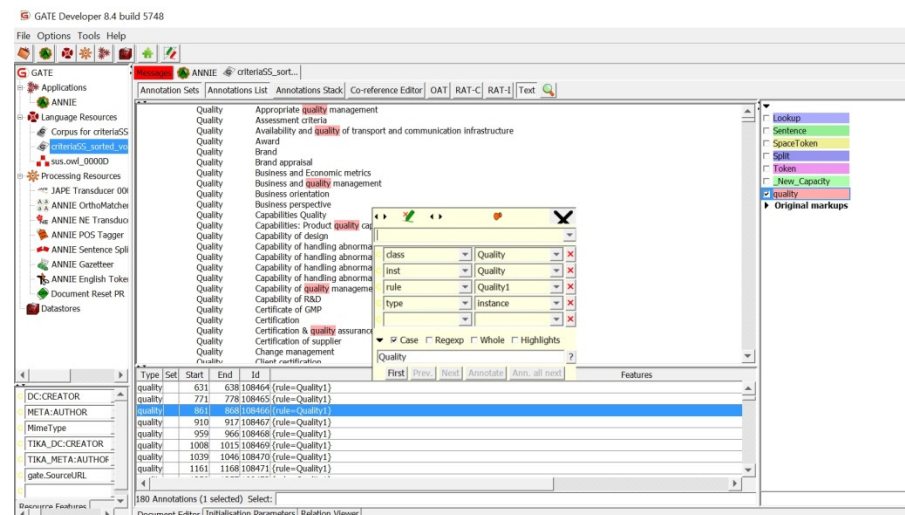 GATE Developer 8.4 build 5748
File Options Tools Help
GATE
Applications
ANNIE
Language Resources
Corpus for criteriaSS
criteriaSS_sorted_vo
sus.owl_0000D
Processing Resources
JAPE Transducer 00
ANNIE OrthoMatche
ANNIE NE Transduc
ANNIE POS Tagger
ANNIE Sentence Spli
ANNIE Gazetteer
ANNIE English Toke
Document Reset PR
Datastores
DC:CREATOR
META:AUTHOR
MimeType
TIKA_DC:CREATOR
TIKA_META:AUTHOF
gate.SourceURL
Resource Features
Messages ANNIE criteriaSS_sort...
Annotation Sets Annotations List Annotations Stack Co-reference Editor OAT RAT-C RAT-I Text
Quality Appropriate quality management
Quality Assessment criteria
Quality Availability and quality of transport and communication infrastructure
Quality Award
Quality Brand
Quality Brand appraisal
Quality Business and Economic metrics
Quality Business and quality management
Quality Business orientation
Quality Business perspective
Quality Capabilities Quality
Quality Capabilities: Product quality cap
Quality Capability of design
Quality Capability of handling abnorma
Quality Capability of handling abnorma
Quality Capability of handling abnorma
Quality Capability of quality manageme
Quality Capability of R&D
Quality Certificate of GMP
Quality Certification
Quality Certification & quality assurance
Quality Certification of supplier
Quality Change management
Quality Client certification
class Quality
inst Quality
rule Quality1
type instance
Case Regexp Whole Highlights
Quality ?
First Prev. Next Annotate Ann. all next
Lookup
Sentence
SpaceToken
Split
Token
_New_Capacity
quality
Original markups
Type Set Start End Id Features
quality 631 638 108464 {rule=Quality1}
quality 771 778 108465 {rule=Quality1}
quality 861 868 108466 {rule=Quality1}
quality 910 917 108467 {rule=Quality1}
quality 959 966 108468 {rule=Quality1}
quality 1008 1015 108469 {rule=Quality1}
quality 1039 1046 108470 {rule=Quality1}
quality 1161 1168 108471 {rule=Quality1}
180 Annotations (1 selected) Select:
Document Editor Initialisation Parameters Relation Viewer